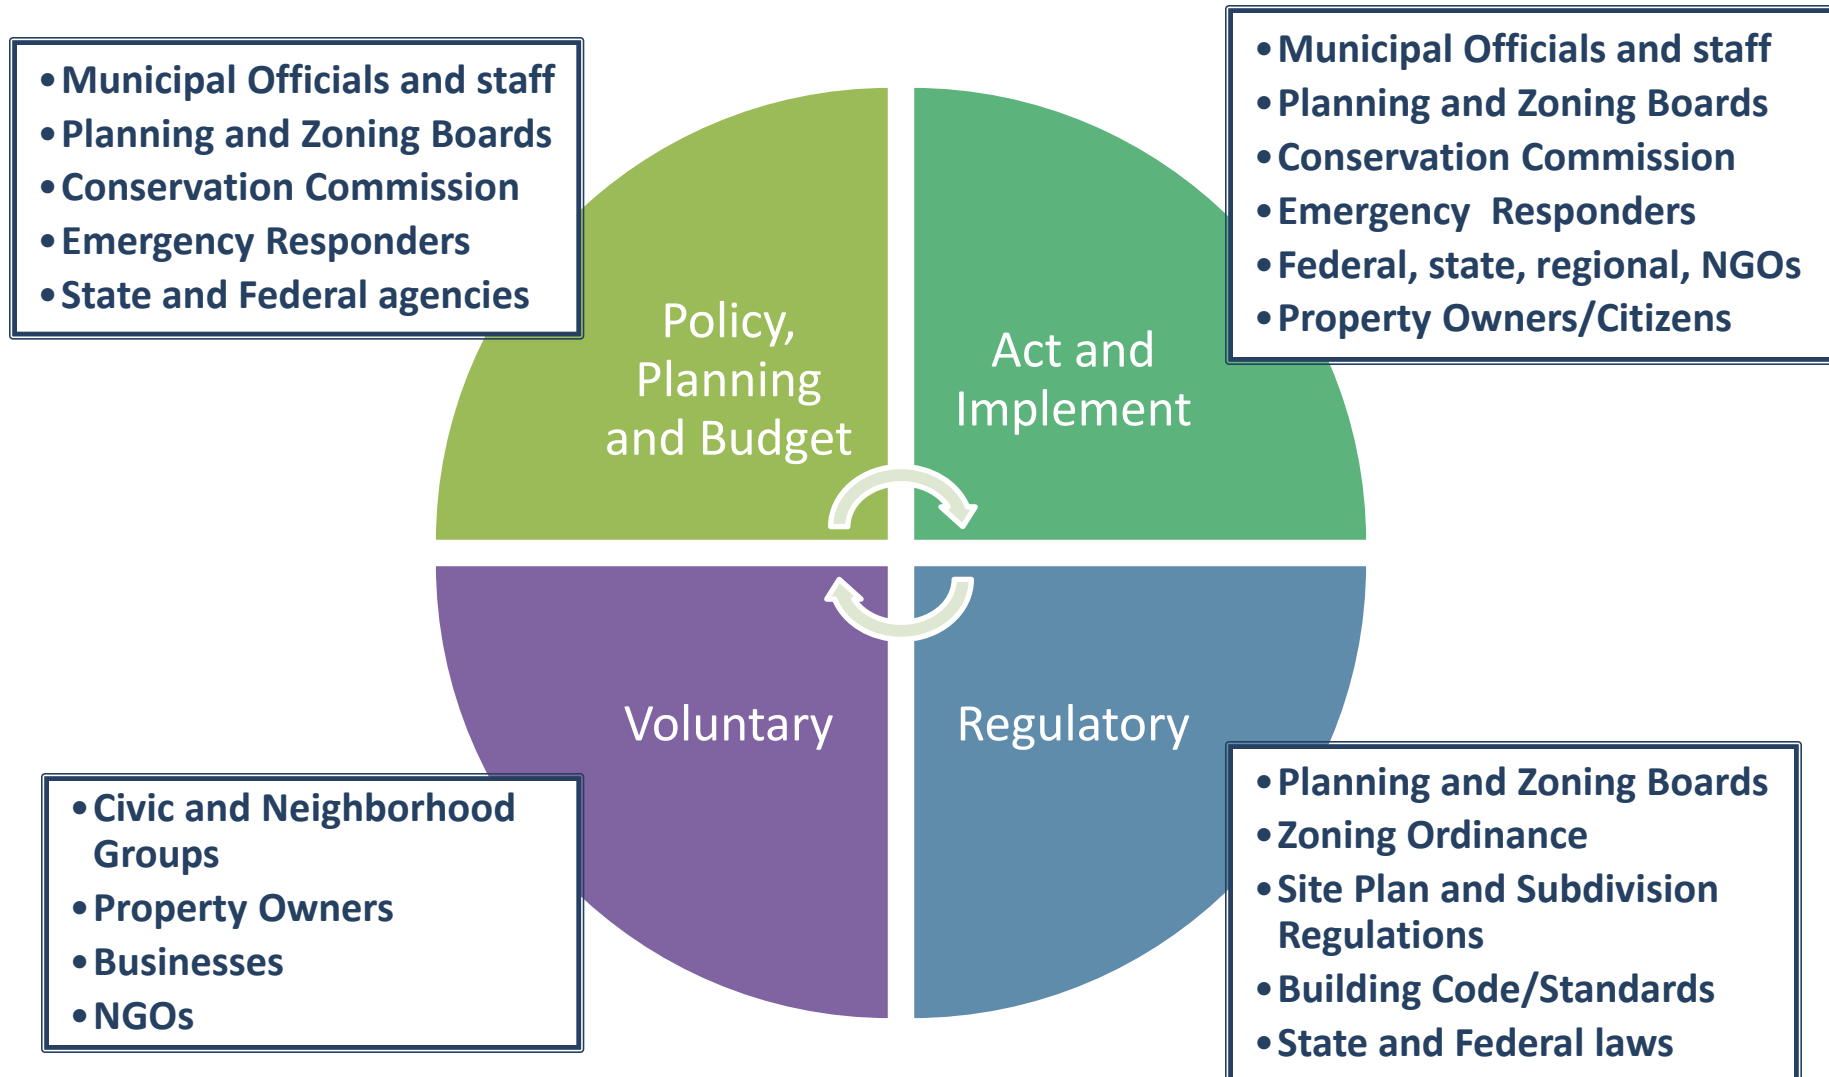 •Municipal Officials and staff
•Planning and Zoning Boards
•Conservation Commission
•Emergency Responders
•State and Federal agencies
•Municipal Officials and staff
•Planning and Zoning Boards
•Conservation Commission
•Emergency  Responders
•Federal, state, regional, NGOs
•Property Owners/Citizens
Policy,
Planning
and Budget
Act and
Implement
Voluntary
Regulatory
•Civic and Neighborhood
Groups
•Property Owners
•Businesses
•NGOs
•Planning and Zoning Boards
•Zoning Ordinance
•Site Plan and Subdivision
Regulations
•Building Code/Standards
•State and Federal laws